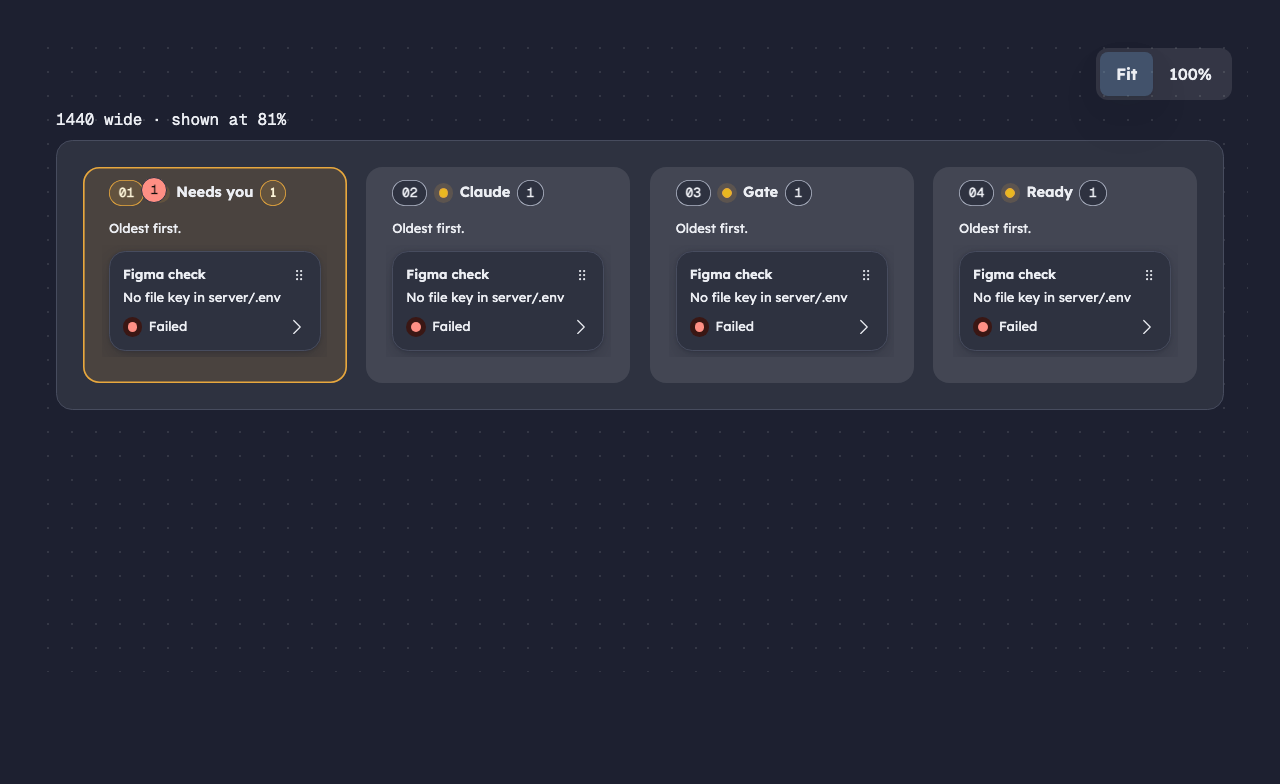 Fit 100%
1440 wide · shown at 81%
01 1 Needs you 1
Oldest first.
Figma check
No file key in server/.env
Failed
02 Claude 1
Oldest first.
Figma check
No file key in server/.env
Failed
03 Gate 1
Oldest first.
Figma check
No file key in server/.env
Failed
04 Ready 1
Oldest first.
Figma check
No file key in server/.env
Failed